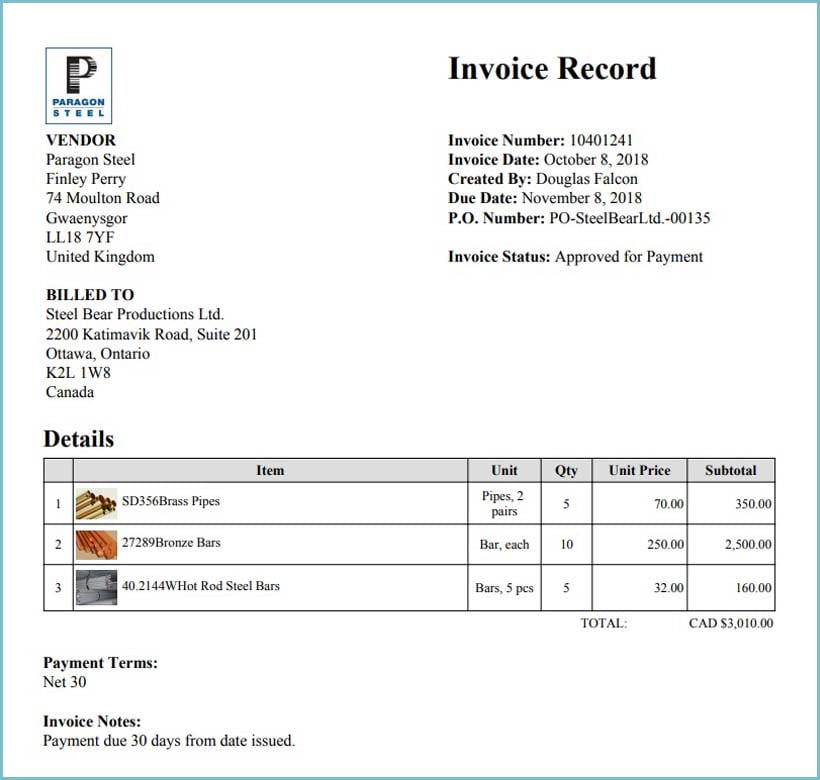 P
PARAGON
STEEL
Invoice Record
VENDOR
Paragon Steel
Finley Perry
74 Moulton Road
Gwaenysgor
LL18 7YF
United Kingdom
Invoice Number: 10401241
Invoice Date: October 8, 2018
Created By: Douglas Falcon
Due Date: November 8, 2018
P.O. Number: PO-SteelBearLtd.-00135
Invoice Status: Approved for Payment
BILLED TO
Steel Bear Productions Ltd.
2200 Katimavik Road, Suite 201
Ottawa, Ontario
K2L 1W8
Canada
Details
Item Unit Qty Unit Price Subtotal
1 SD356Brass Pipes Pipes, 2 pairs 5 70.00 350.00
2 27289Bronze Bars Bar, each 10 250.00 2,500.00
3 40.2144WHot Rod Steel Bars Bars, 5 pcs 5 32.00 160.00
TOTAL: CAD $3,010.00
Payment Terms:
Net 30
Invoice Notes:
Payment due 30 days from date issued.